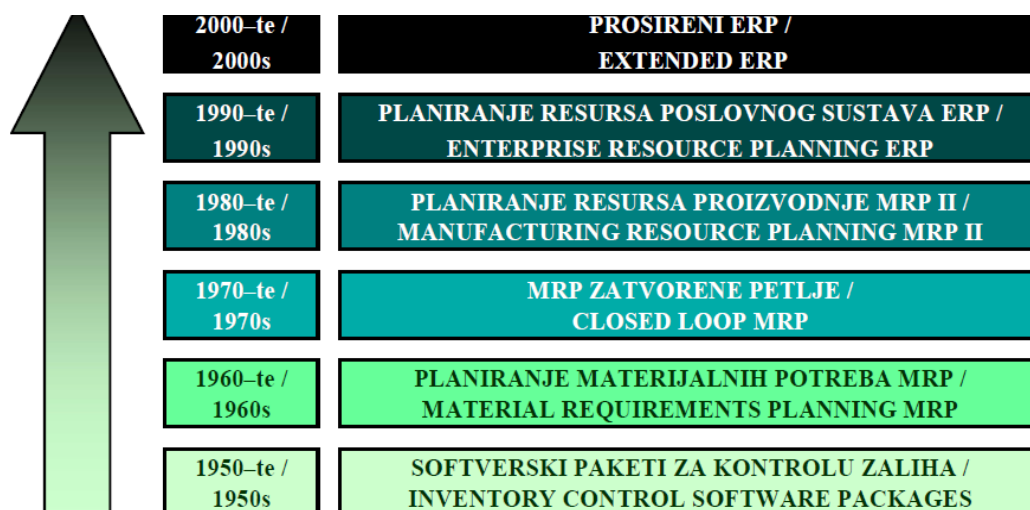 2000–te /
2000s
PROSIRENI ERP /
EXTENDED ERP
1990–te /
1990s
PLANIRANJE RESURSA POSLOVNOG SUSTAVA ERP /
ENTERPRISE RESOURCE PLANNING ERP
1980–te /
1980s
PLANIRANJE RESURSA PROIZVODNJE MRP II /
MANUFACTURING RESOURCE PLANNING MRP II
1970–te /
1970s
MRP ZATVORENE PETLJE /
CLOSED LOOP MRP
1960–te /
1960s
PLANIRANJE MATERIJALNIH POTREBA MRP /
MATERIAL REQUIREMENTS PLANNING MRP
1950–te /
1950s
SOFTVERSKI PAKETI ZA KONTROLU ZALIHA /
INVENTORY CONTROL SOFTWARE PACKAGES